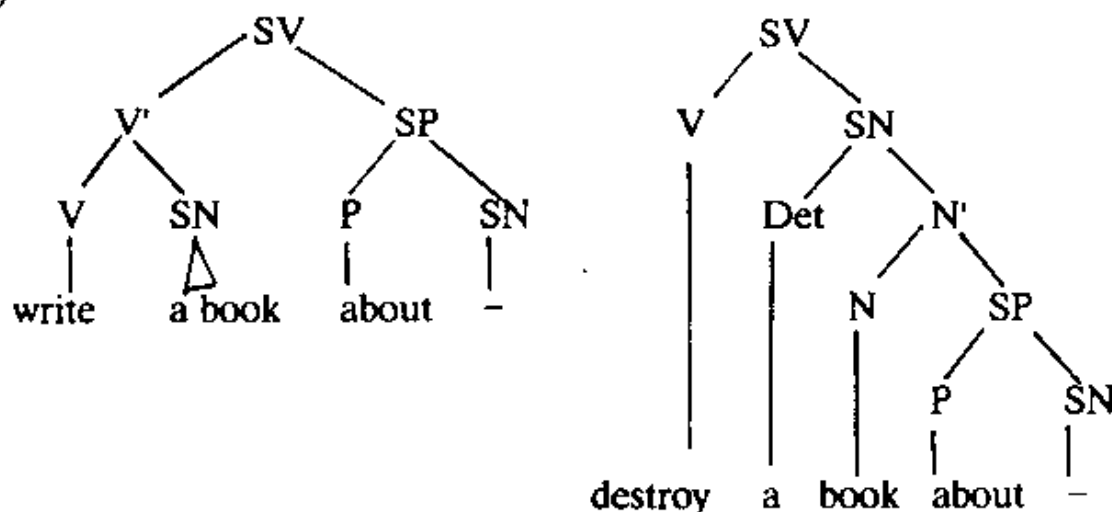 SV SV
V' SP V SN
V SN P SN Det N'
write a book about – N SP
P SN
destroy a book about –